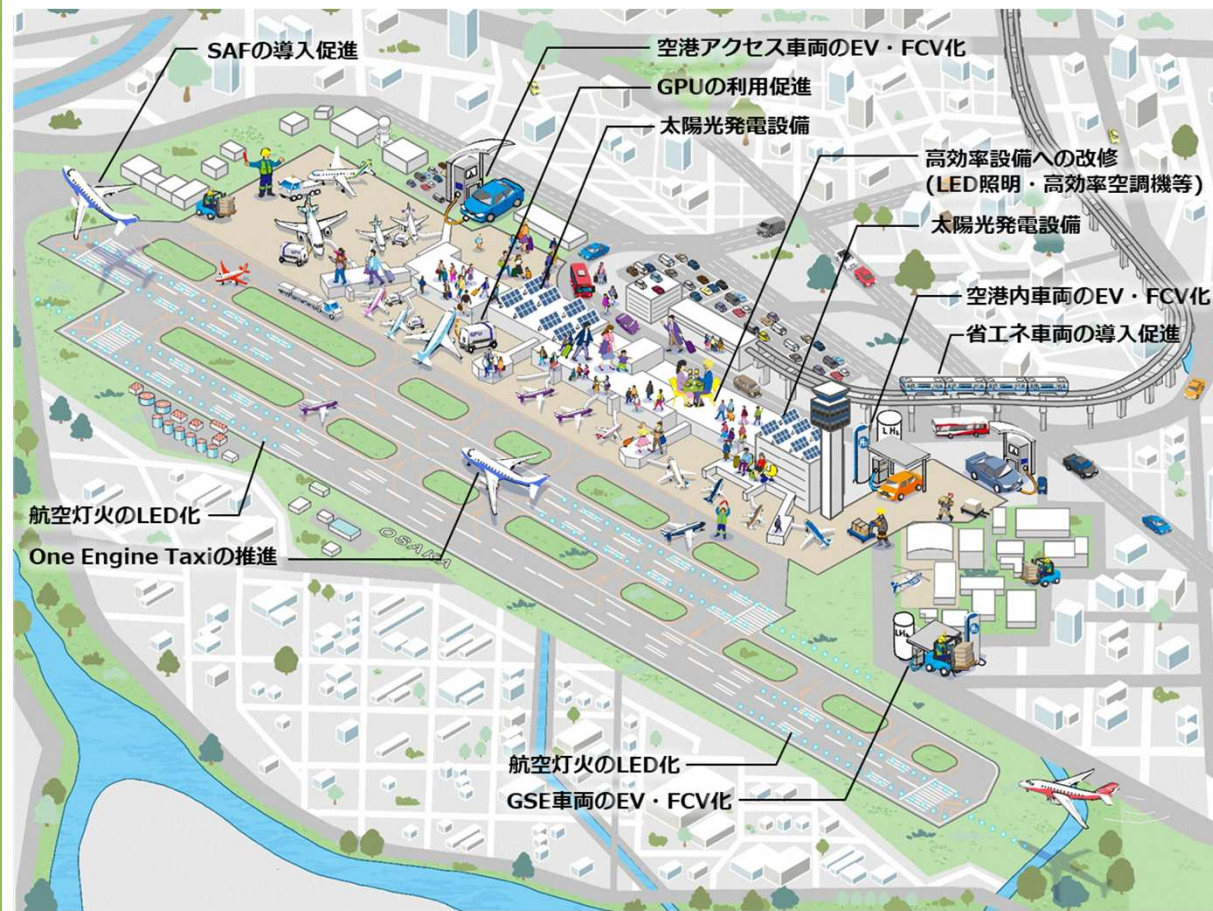 SAFの導入促進
空港アクセス車両のEV・FCV化
GPUの利用促進
太陽光発電設備
高効率設備への改修
(LED照明・高効率空調機等)
太陽光発電設備
空港内車両のEV・FCV化
省エネ車両の導入促進
GPU
航空灯火のLED化
One Engine Taxiの推進
OSAKA
航空灯火のLED化
GSE車両のEV・FCV化